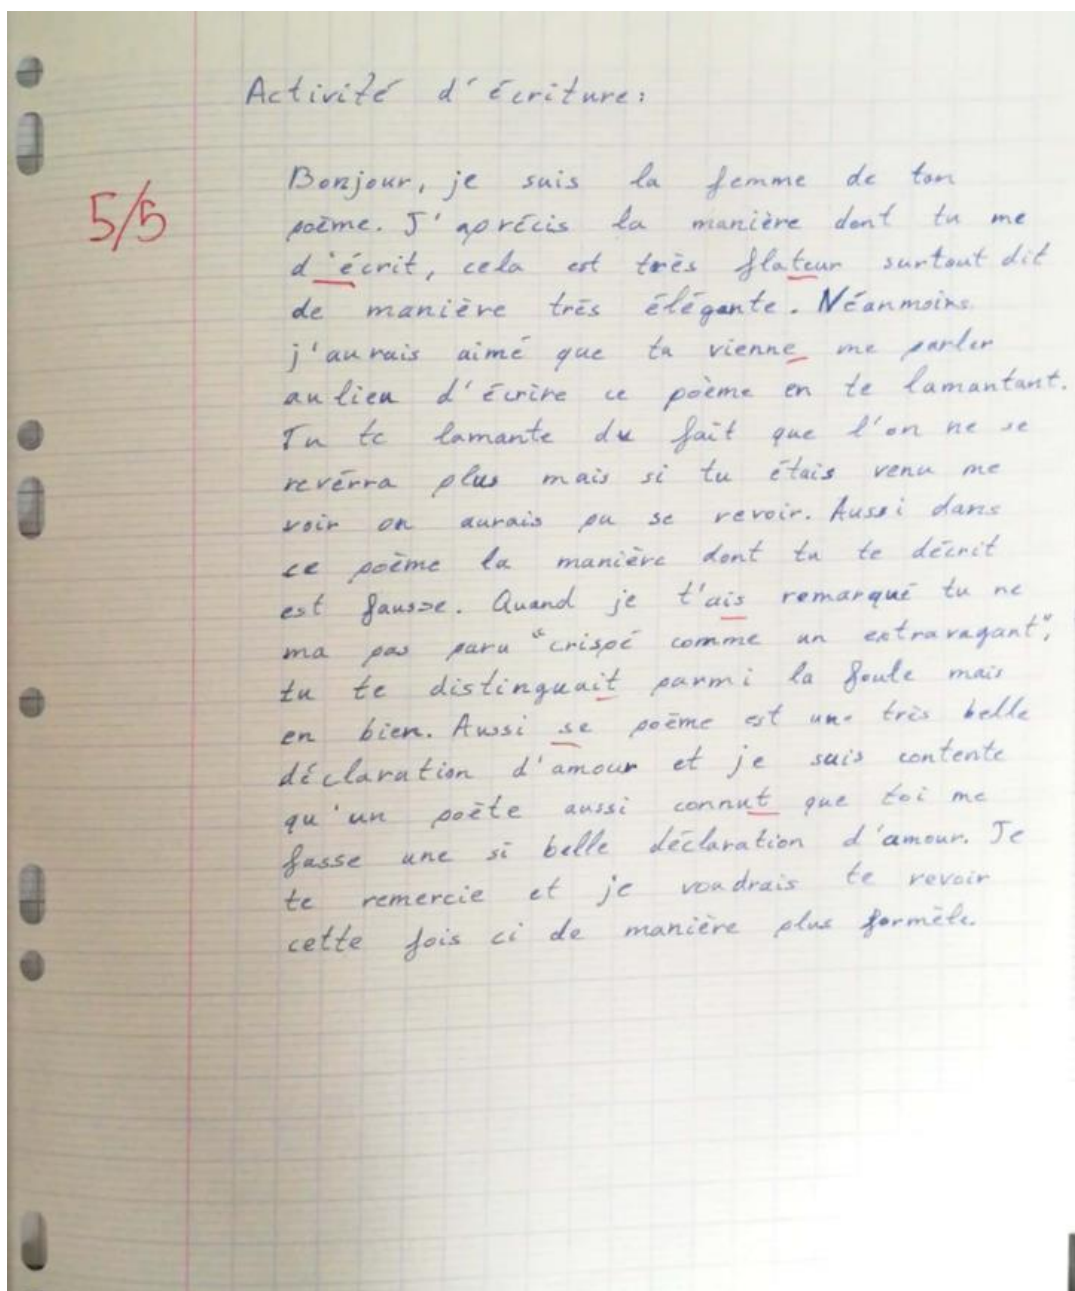 Activité d'écriture:
5/5
Bonjour, je suis la femme de ton
poème. J'aprécis la manière dont tu me
d'écrit, cela est très flateur surtout dit
de manière très élégante. Néanmoins
j'aurais aimé que tu vienne me parler
au lieu d'écrire ce poème en te lamantant.
Tu te lamante du fait que l'on ne se
revérra plus mais si tu étais venu me
voir on aurais pu se revoir. Aussi dans
ce poème la manière dont tu te décrit
est fausse. Quand je t'ais remarqué tu ne
ma pas paru "crispé comme un extravagant",
tu te distinguait parmi la foule mais
en bien. Aussi se poème est une très belle
déclaration d'amour et je suis contente
qu'un poète aussi connut que toi me
fasse une si belle déclaration d'amour. Je
te remercie et je voudrais te revoir
cette fois ci de manière plus formèle.